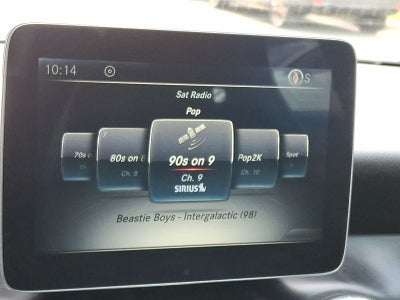 10:14
S
Sat Radio
Pop
70s
80s on 8
90s on 9
Pop2K
Spot
Ch. 8
Ch. 9
Ch. 10
SIRIUS
Beastie Boys - Intergalactic (98)